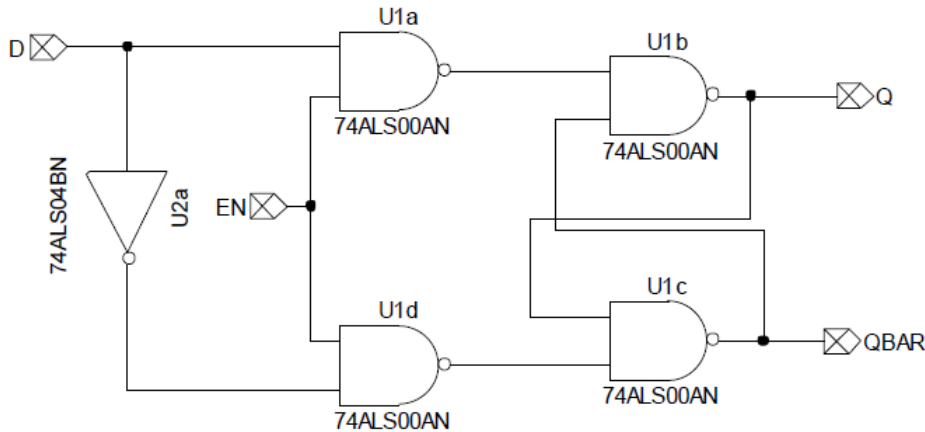 U1a
U1b
D
Q
74ALS00AN
74ALS00AN
74ALS04BN
U2a
EN
U1d
U1c
QBAR
74ALS00AN
74ALS00AN